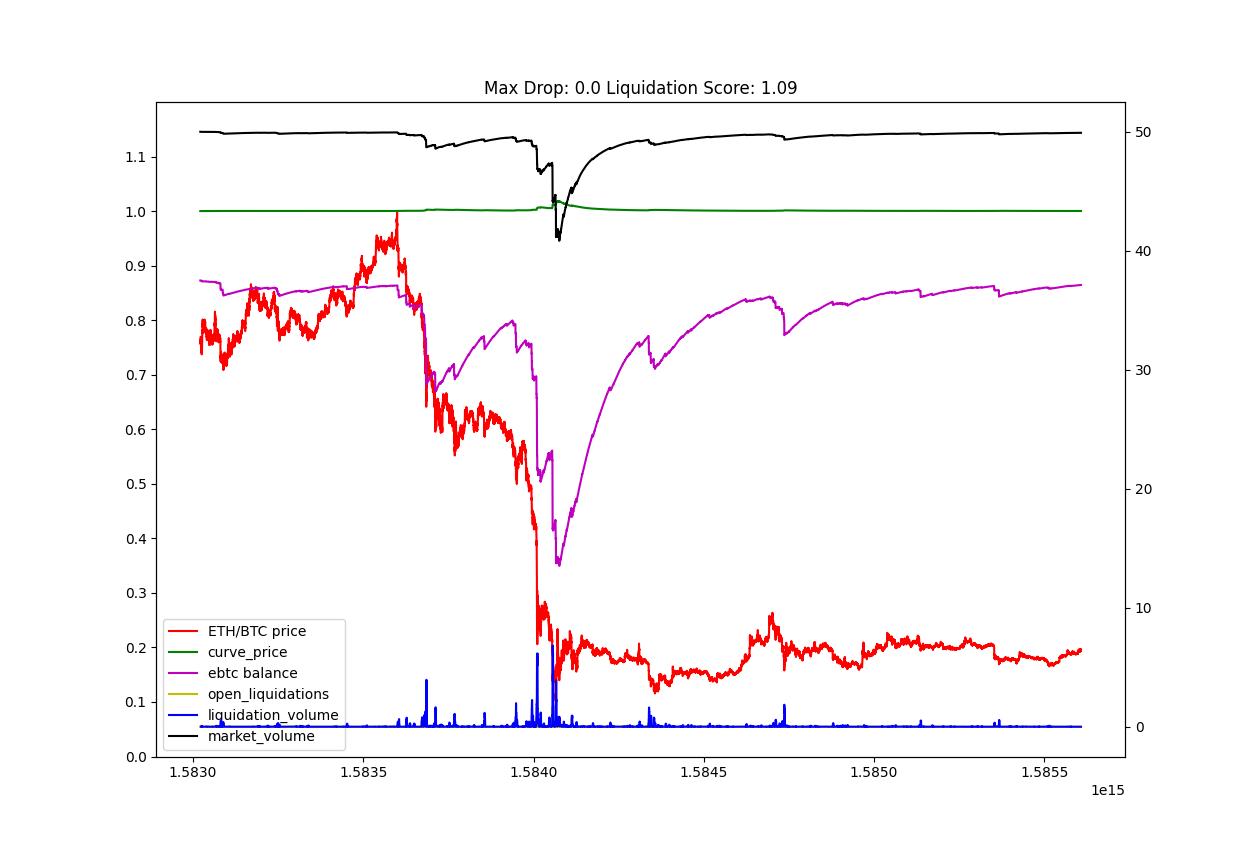 Max Drop: 0.0 Liquidation Score: 1.09
1.1
1.0
0.9
0.8
0.7
0.6
0.5
0.4
0.3
0.2
0.1
0.0
50
40
30
20
10
0
ETH/BTC price
curve_price
ebtc balance
open_liquidations
liquidation_volume
market_volume
1.5830 1.5835 1.5840 1.5845 1.5850 1.5855
1e15